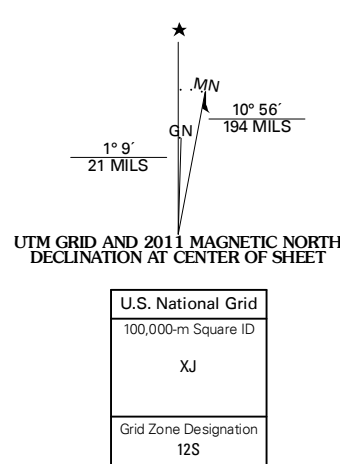 ★
MN
10° 56´
194 MILS
GN
1° 9´
21 MILS
UTM GRID AND 2011 MAGNETIC NORTH
DECLINATION AT CENTER OF SHEET
U.S. National Grid
100,000-m Square ID
XJ
Grid Zone Designation
12S